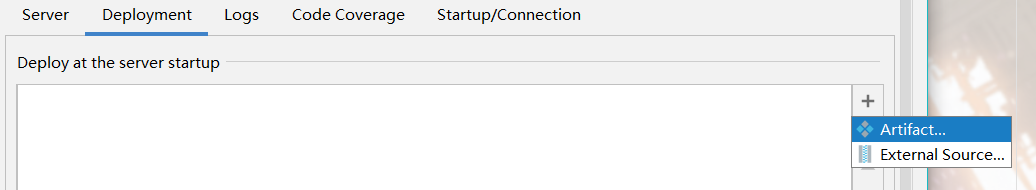 Server Deployment Logs Code Coverage Startup/Connection
Deploy at the server startup
Artifact...
External Source...